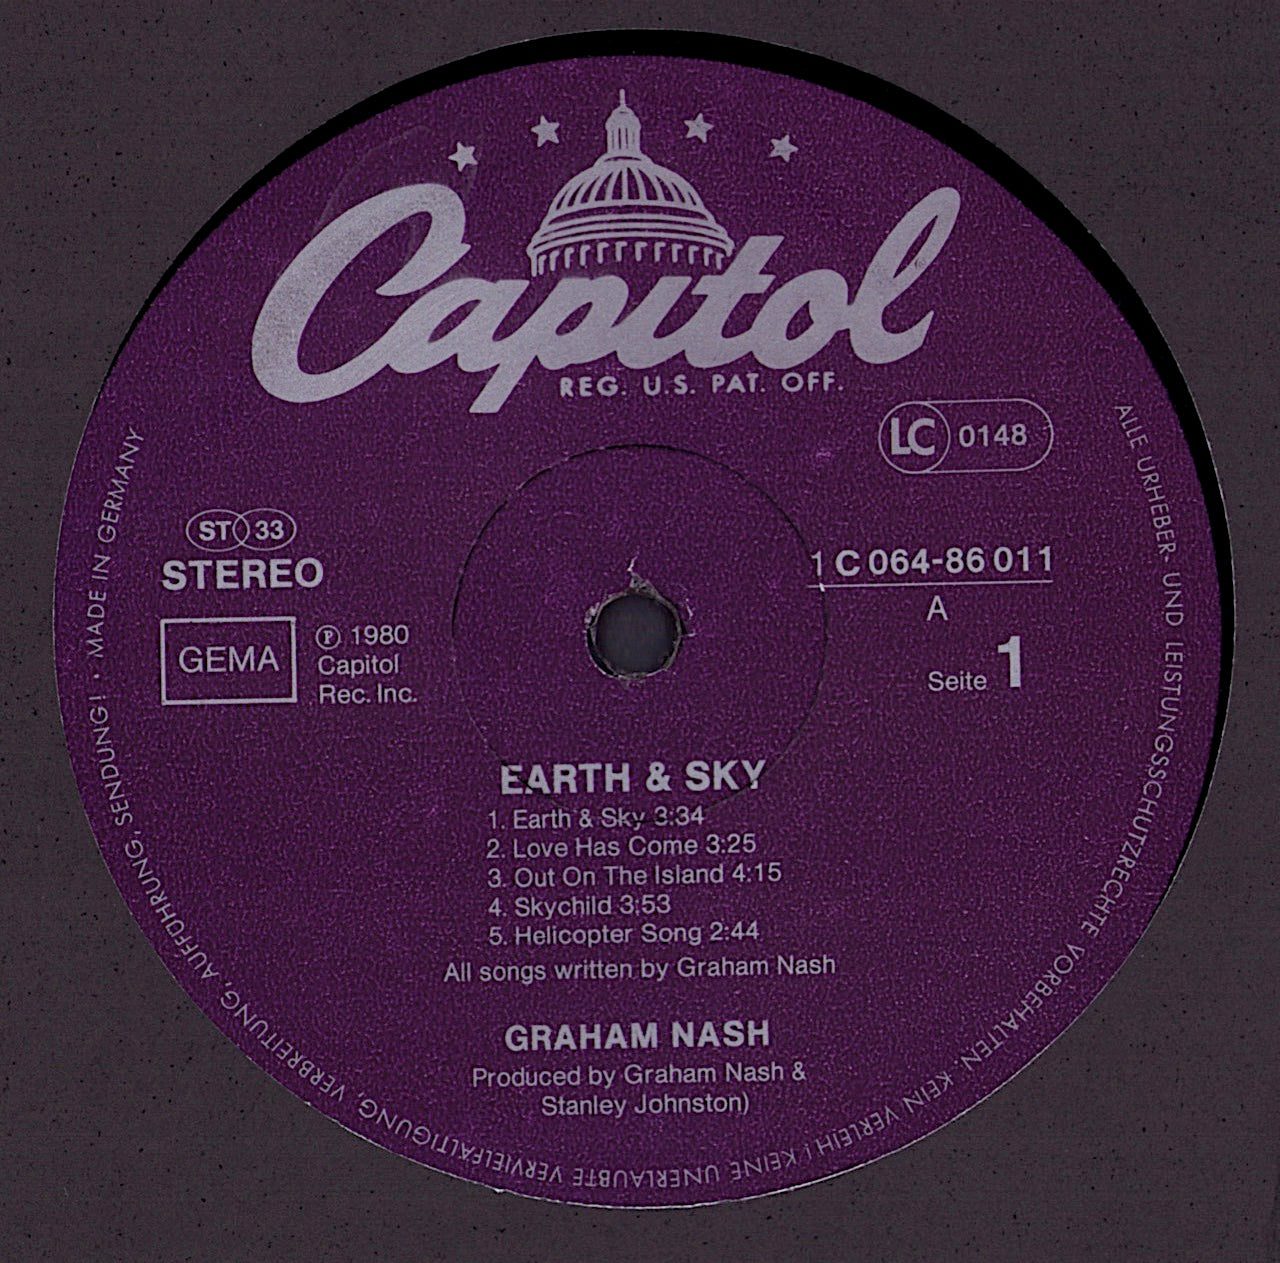 Capitol
REG. U.S. PAT. OFF.
LC 0148
ST 33
STEREO
GEMA
℗ 1980
Capitol
Rec. Inc.
1 C 064-86 011
A
Seite 1
EARTH & SKY
1. Earth & Sky 3:34
2. Love Has Come 3:25
3. Out On The Island 4:15
4. Skychild 3:53
5. Helicopter Song 2:44
All songs written by Graham Nash
GRAHAM NASH
Produced by Graham Nash &
Stanley Johnston)
ALLE URHEBER- UND LEISTUNGSSCHUTZRECHTE VORBEHALTEN. KEIN VERLEIH! KEINE UNERLAUBTE VERVIELFÄLTIGUNG, VERBREITUNG, AUFFÜHRUNG, SENDUNG! · MADE IN GERMANY